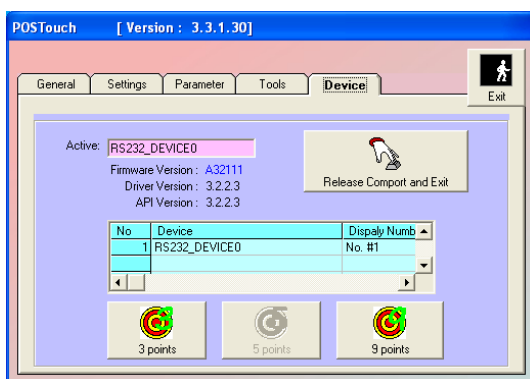 POSTouch [ Version : 3.3.1.30]
General Settings Parameter Tools Device
Exit
Active: RS232_DEVICE0
Firmware Version : A32111
Driver Version : 3.2.2.3
API Version : 3.2.2.3
Release Comport and Exit
No Device Dispaly Numb
1 RS232_DEVICE0 No. #1
3 points 5 points 9 points